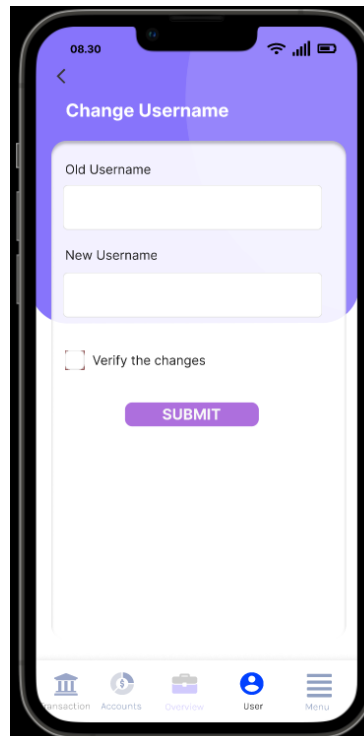 08.30
Change Username
Old Username
New Username
Verify the changes
SUBMIT
ransaction Accounts Overview User Menu